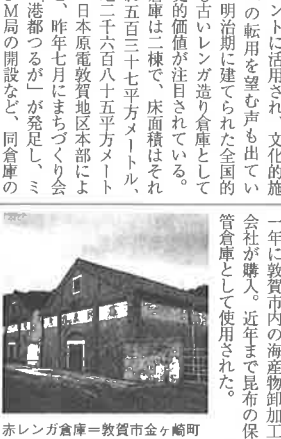 ントに活用され、文化的施
の転用を望む声も出てい
明治期に建てられた全国的
も古いレンガ造り倉庫として
史的価値が注目されている。
倉庫は二棟で、床面積はそれ
約五百三十七平方メートル、
二千六百八十五平方メート
日本原電敦賀地区本部によ
、昨年七月にまちづくり会
「港都つるが」が発足し、ミ
M局の開設など、同倉庫の
一年に敦賀市内の海産物卸加工
会社が購入。近年まで昆布の保
管倉庫として使用された。
赤レンガ倉庫＝敦賀市金ヶ崎町